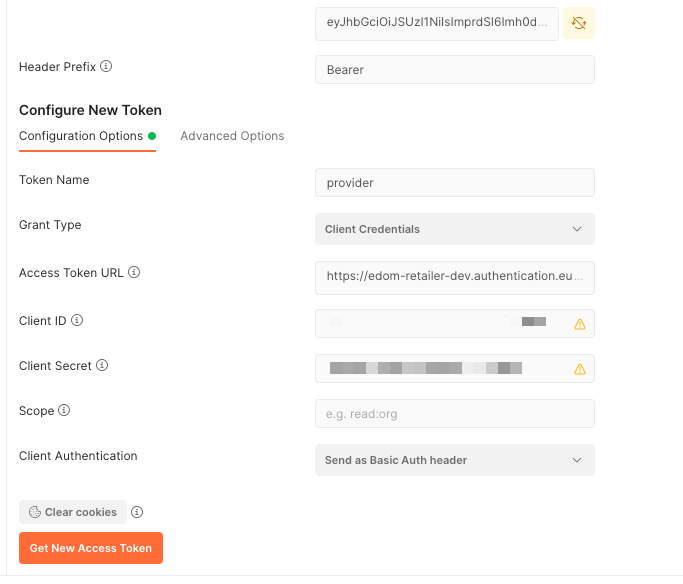 eyJhbGciOiJSUzI1NiIsImprdSI6Imh0d...
Header Prefix
Bearer
Configure New Token
Configuration Options
Advanced Options
Token Name
provider
Grant Type
Client Credentials
Access Token URL
https://edom-retailer-dev.authentication.eu...
Client ID
Client Secret
Scope
e.g. read:org
Client Authentication
Send as Basic Auth header
Clear cookies
Get New Access Token